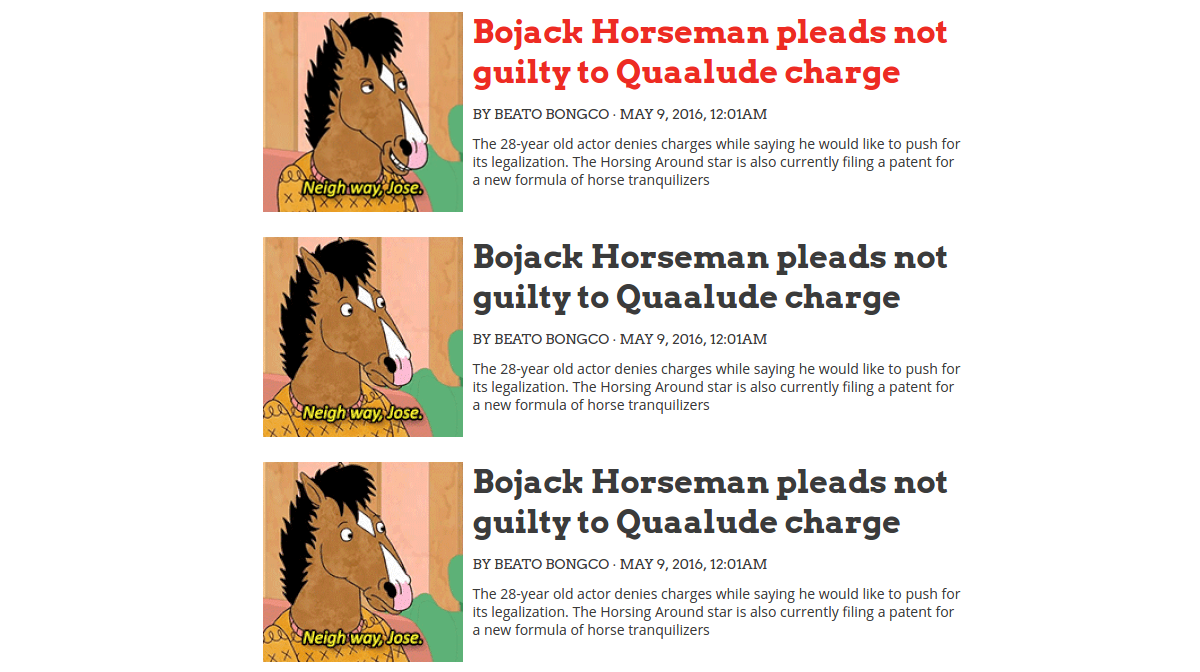 Bojack Horseman pleads not
guilty to Quaalude charge
BY BEATO BONGCO · MAY 9, 2016, 12:01AM
The 28-year old actor denies charges while saying he would like to push for
its legalization. The Horsing Around star is also currently filing a patent for
a new formula of horse tranquilizers
Neigh way, Jose.
Bojack Horseman pleads not
guilty to Quaalude charge
BY BEATO BONGCO · MAY 9, 2016, 12:01AM
The 28-year old actor denies charges while saying he would like to push for
its legalization. The Horsing Around star is also currently filing a patent for
a new formula of horse tranquilizers
Neigh way, Jose.
Bojack Horseman pleads not
guilty to Quaalude charge
BY BEATO BONGCO · MAY 9, 2016, 12:01AM
The 28-year old actor denies charges while saying he would like to push for
its legalization. The Horsing Around star is also currently filing a patent for
a new formula of horse tranquilizers
Neigh way, Jose.